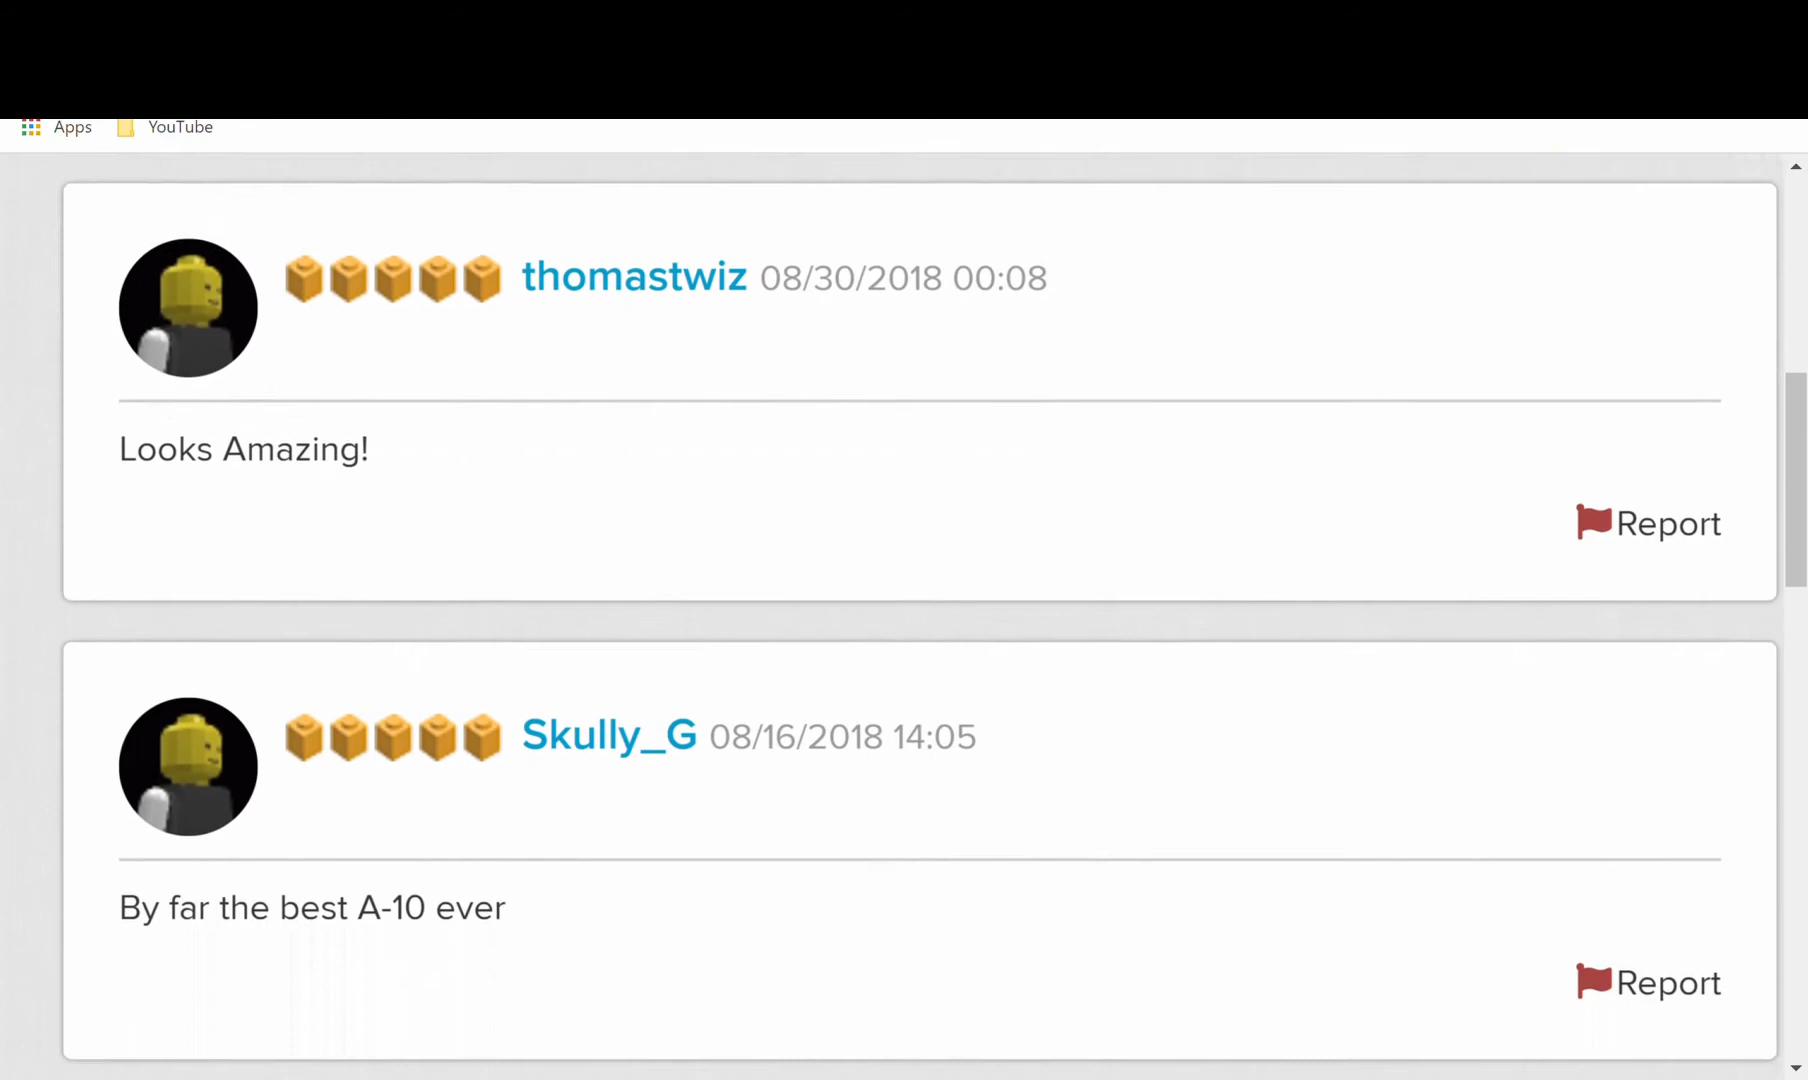 Apps YouTube
thomastwiz 08/30/2018 00:08
Looks Amazing!
Report
Skully_G 08/16/2018 14:05
By far the best A-10 ever
Report